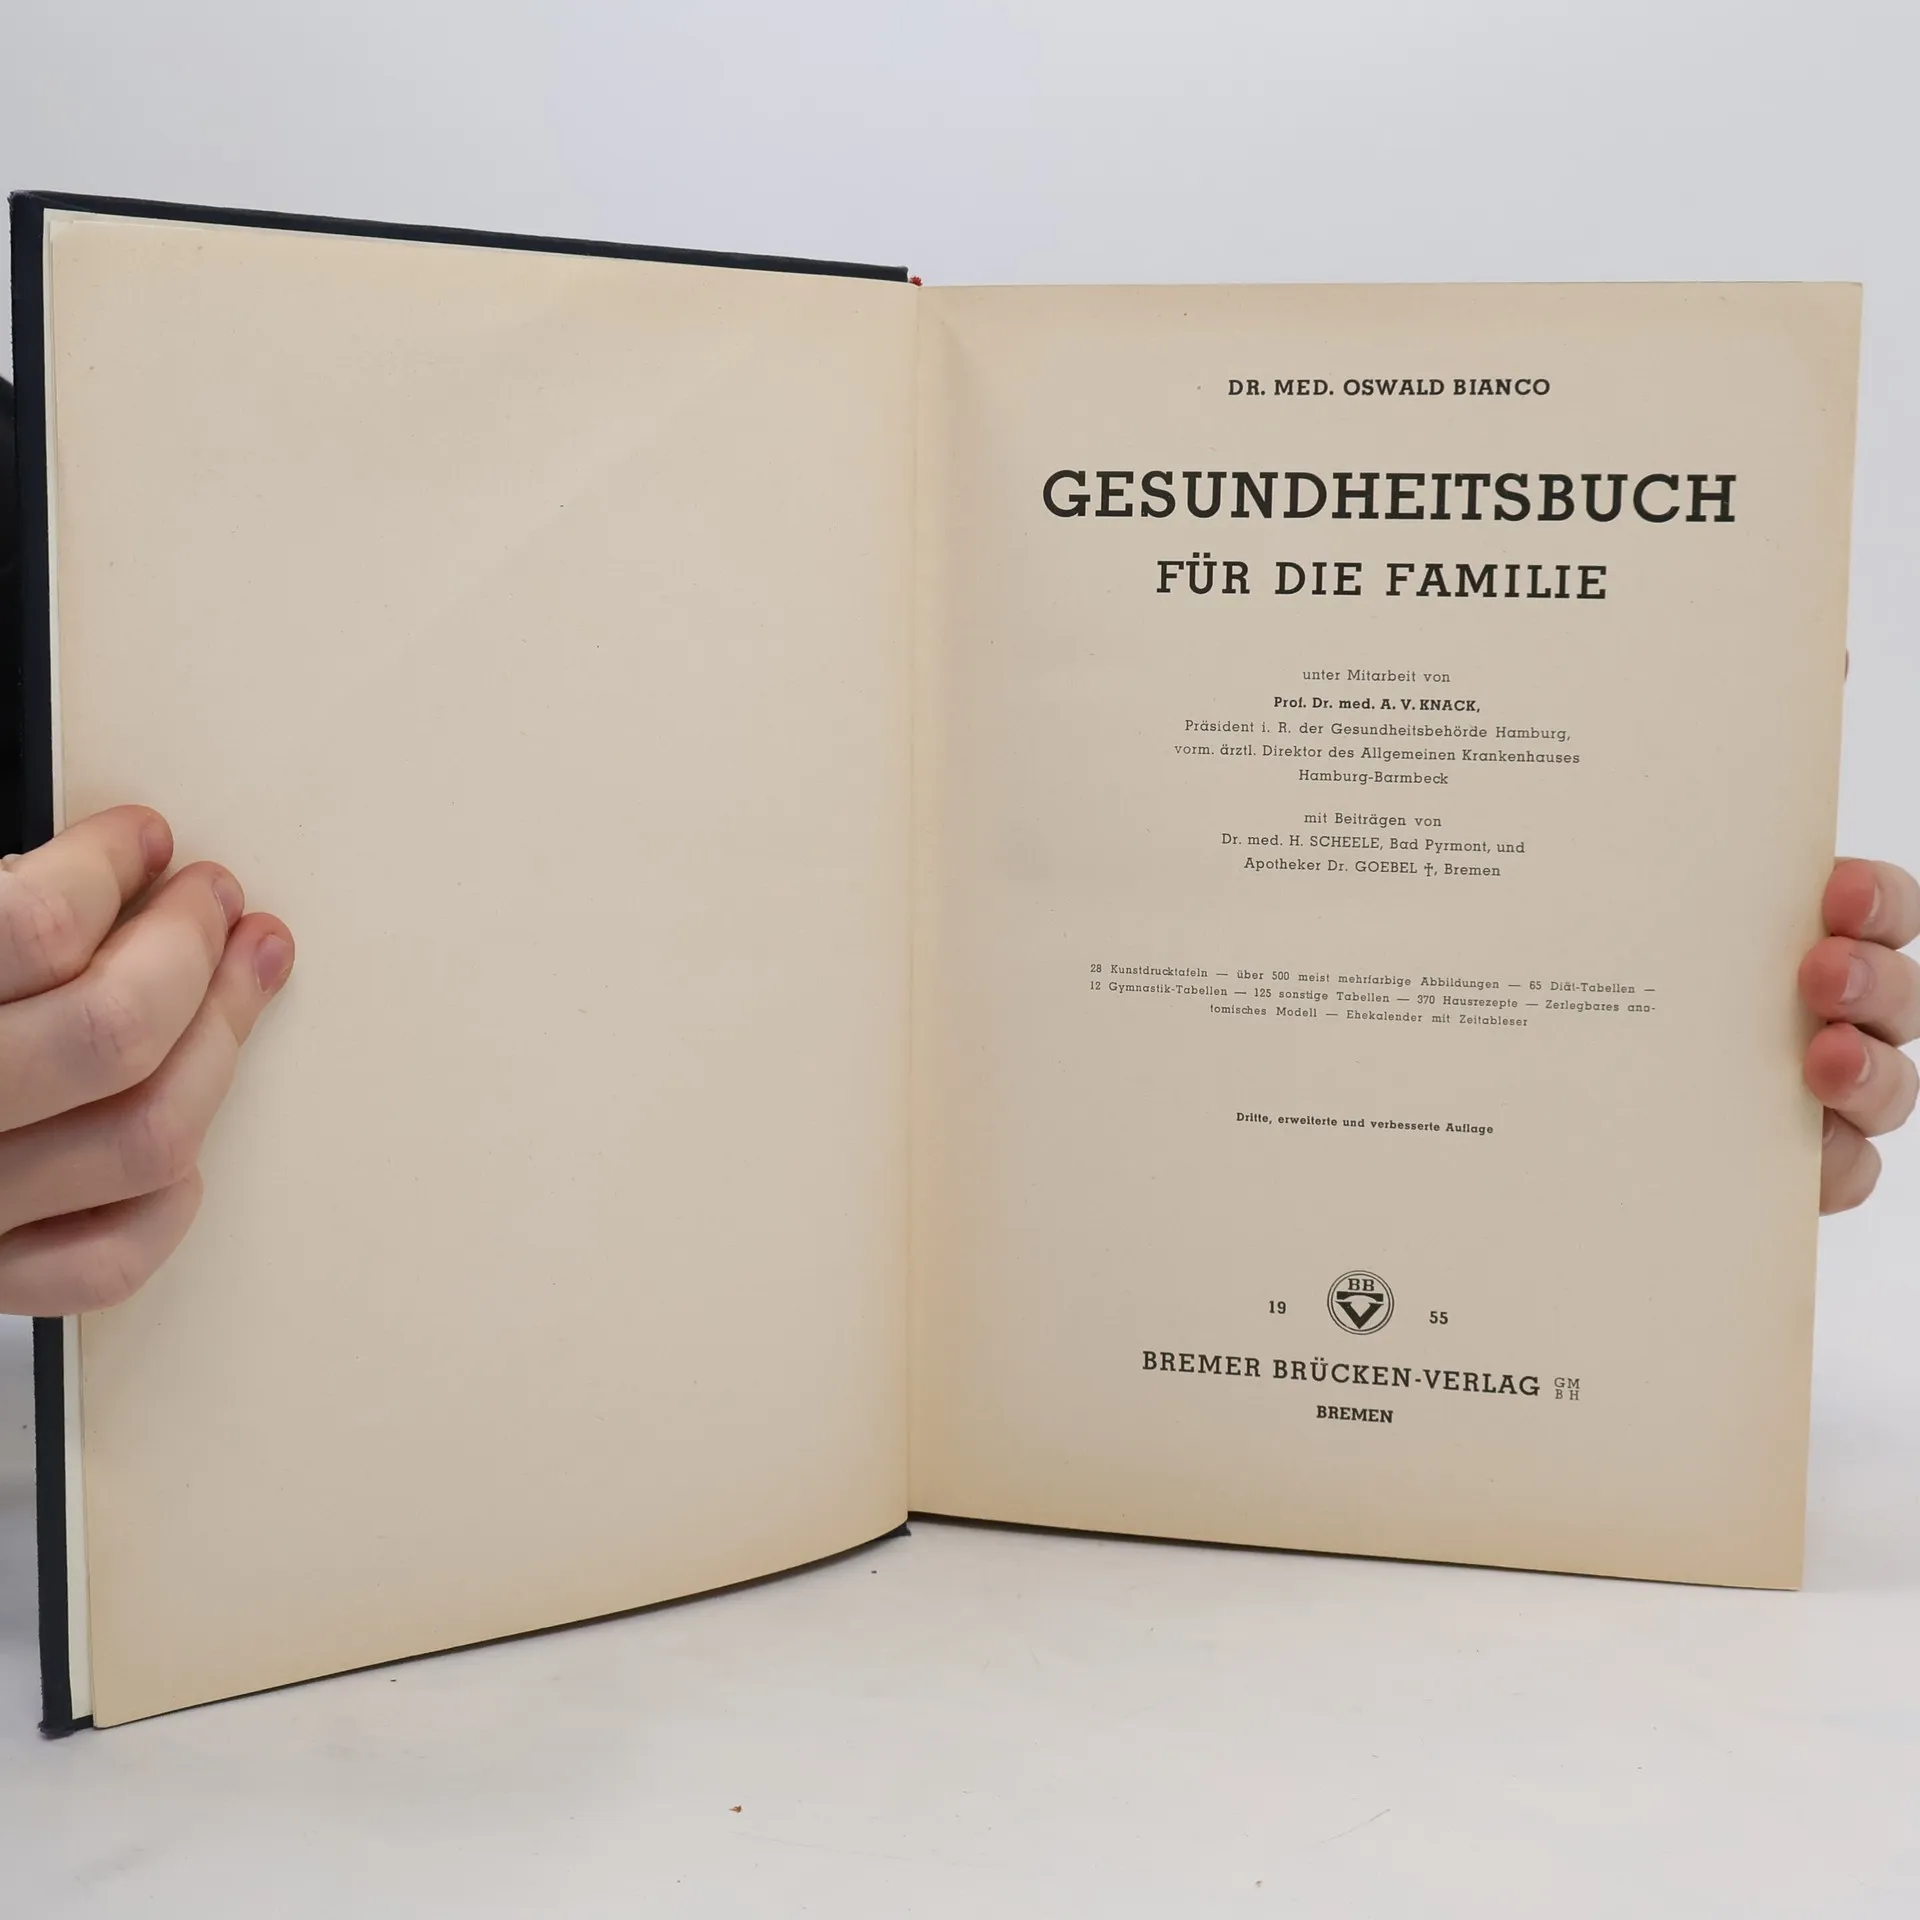 DR. MED. OSWALD BIANCO
GESUNDHEITSBUCH
FÜR DIE FAMILIE
unter Mitarbeit von
Prof. Dr. med. A. V. KNACK,
Präsident i. R. der Gesundheitsbehörde Hamburg,
vorm. ärztl. Direktor des Allgemeinen Krankenhauses
Hamburg-Barmbeck
mit Beiträgen von
Dr. med. H. SCHEELE, Bad Pyrmont, und
Apotheker Dr. GOEBEL ☨, Bremen
28 Kunstdrucktafeln — über 500 meist mehrfarbige Abbildungen — 65 Diät-Tabellen —
12 Gymnastik-Tabellen — 125 sonstige Tabellen — 370 Hausrezepte — Zerlegbares ana-
tomisches Modell — Ehekalender mit Zeitableser
Dritte, erweiterte und verbesserte Auflage
19 BB V 55
BREMER BRÜCKEN-VERLAG GMBH
BREMEN